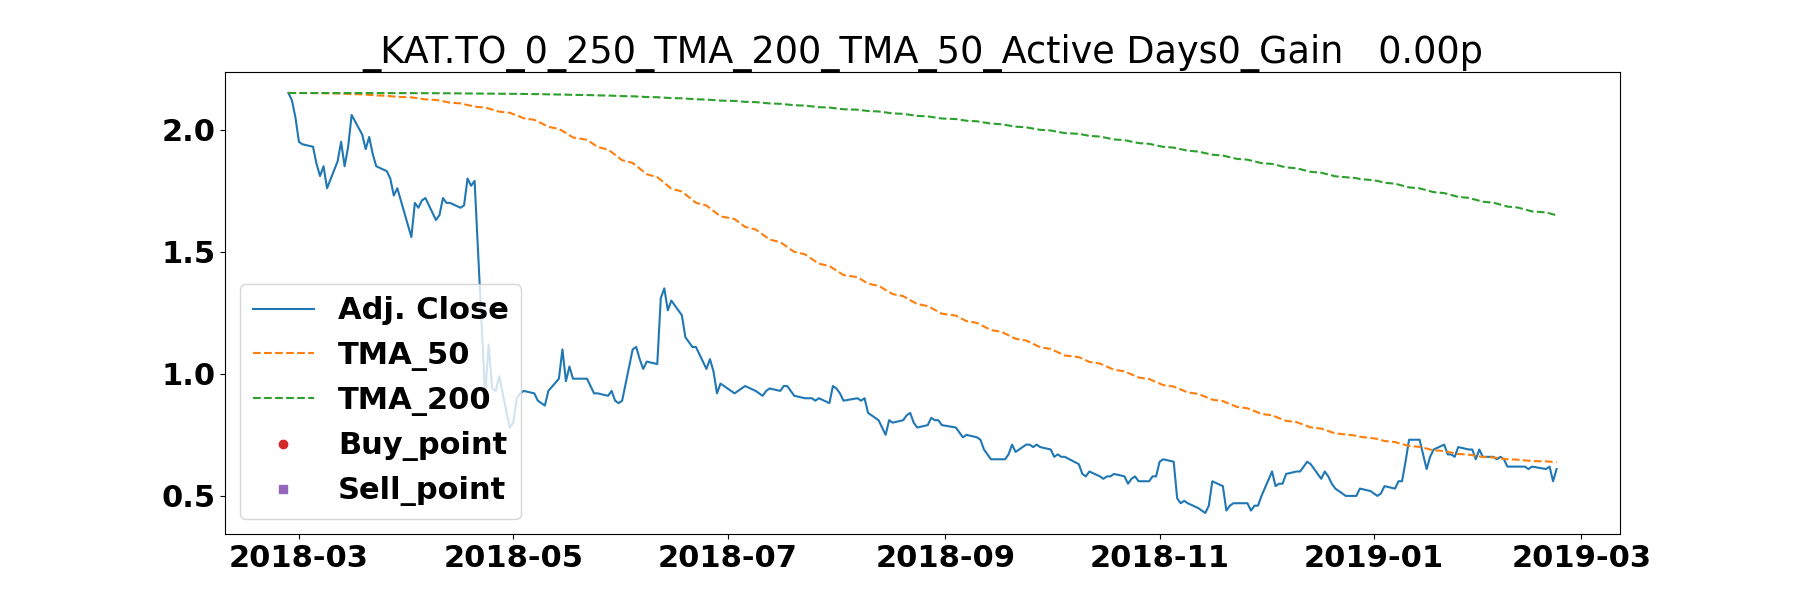 _KAT.TO_0_250_TMA_200_TMA_50_Active Days0_Gain   0.00p
2.0
1.5
1.0
0.5
Adj. Close
TMA_50
TMA_200
Buy_point
Sell_point
2018-03 2018-05 2018-07 2018-09 2018-11 2019-01 2019-03